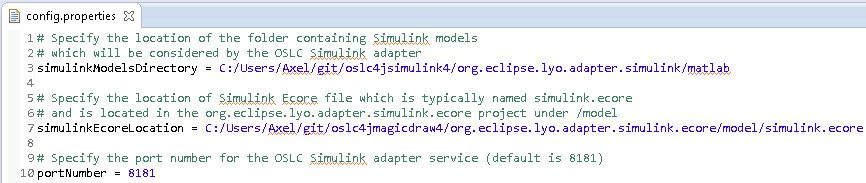 config.properties
1 # Specify the location of the folder containing Simulink models
2 # which will be considered by the OSLC Simulink adapter
3 simulinkModelsDirectory = C:/Users/Axel/git/oslc4jsimulink4/org.eclipse.lyo.adapter.simulink/matlab
4
5 # Specify the location of Simulink Ecore file which is typically named simulink.ecore
6 # and is located in the org.eclipse.lyo.adapter.simulink.ecore project under /model
7 simulinkEcoreLocation = C:/Users/Axel/git/oslc4jmagicdraw4/org.eclipse.lyo.adapter.simulink.ecore/model/simulink.ecore
8
9 # Specify the port number for the OSLC Simulink adapter service (default is 8181)
10 portNumber = 8181